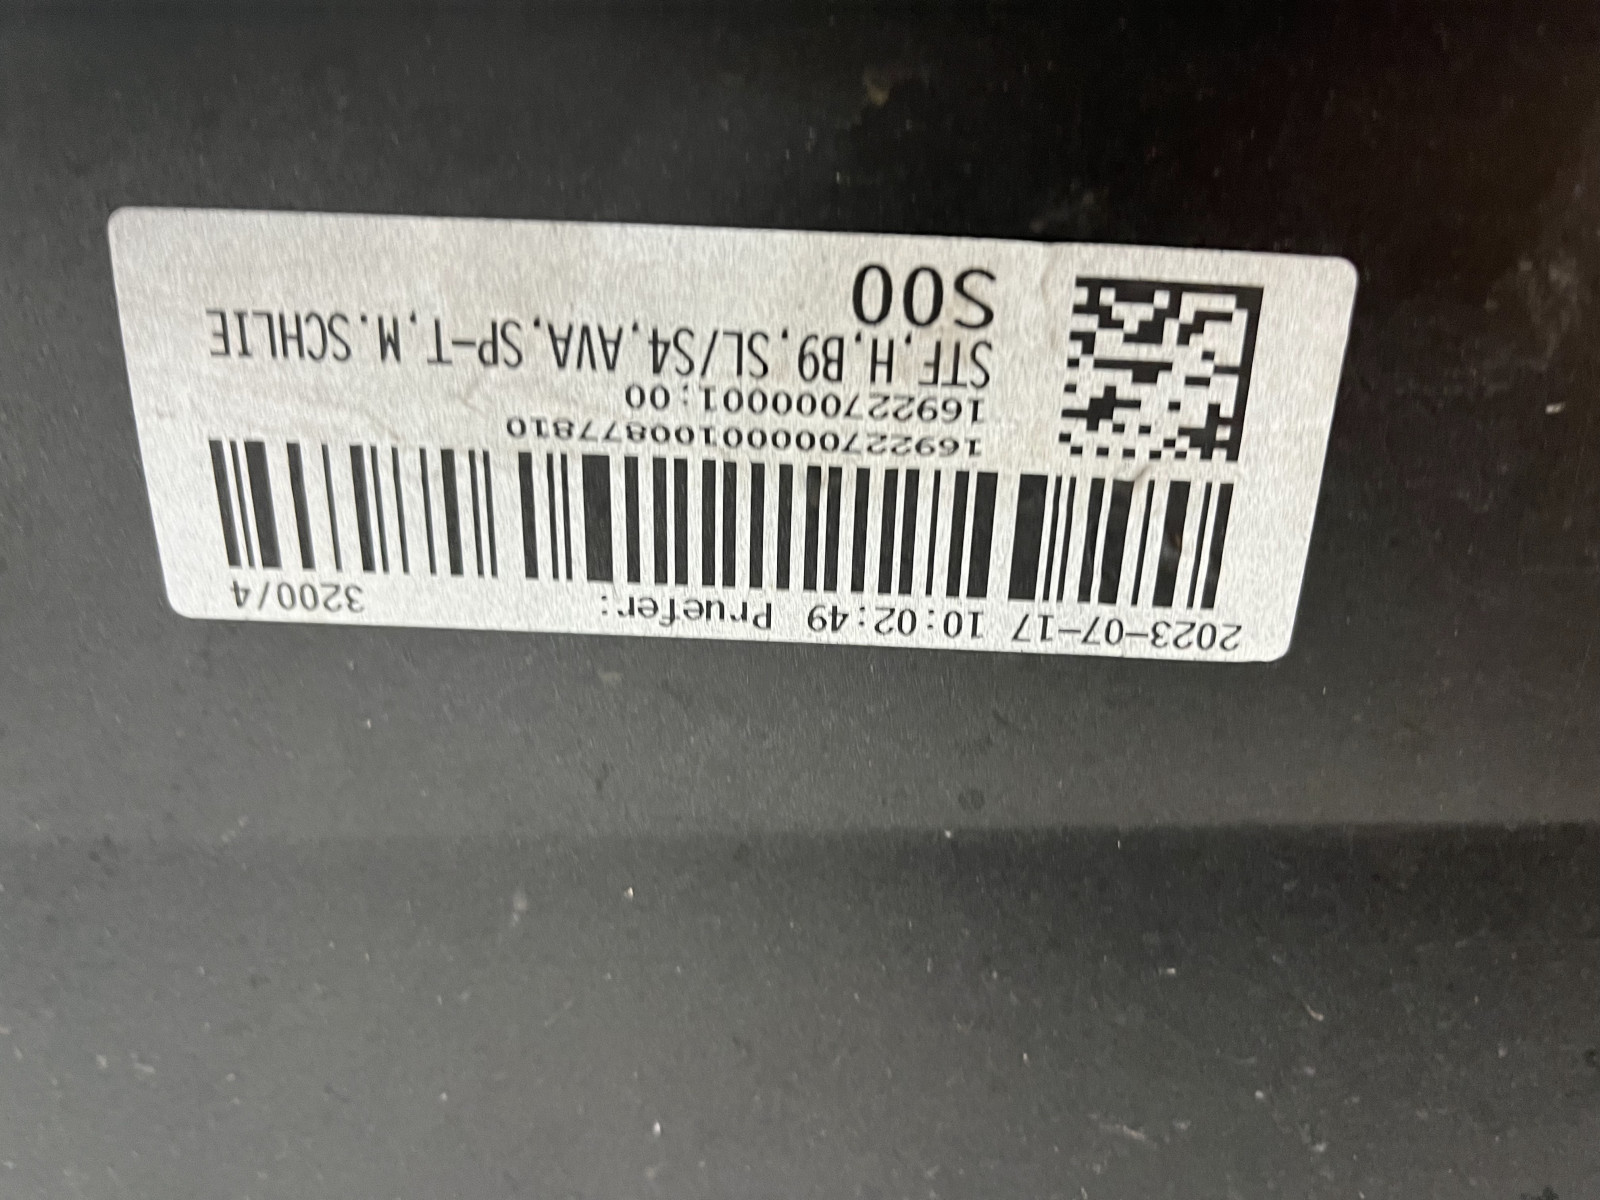 2023-07-17 10:02:49 Pruefer: 3200/4
16922700000100877810
169227000001:00
STF.H.B9.SL/S4.AVA.SP-T.M.SCHLIE
S00